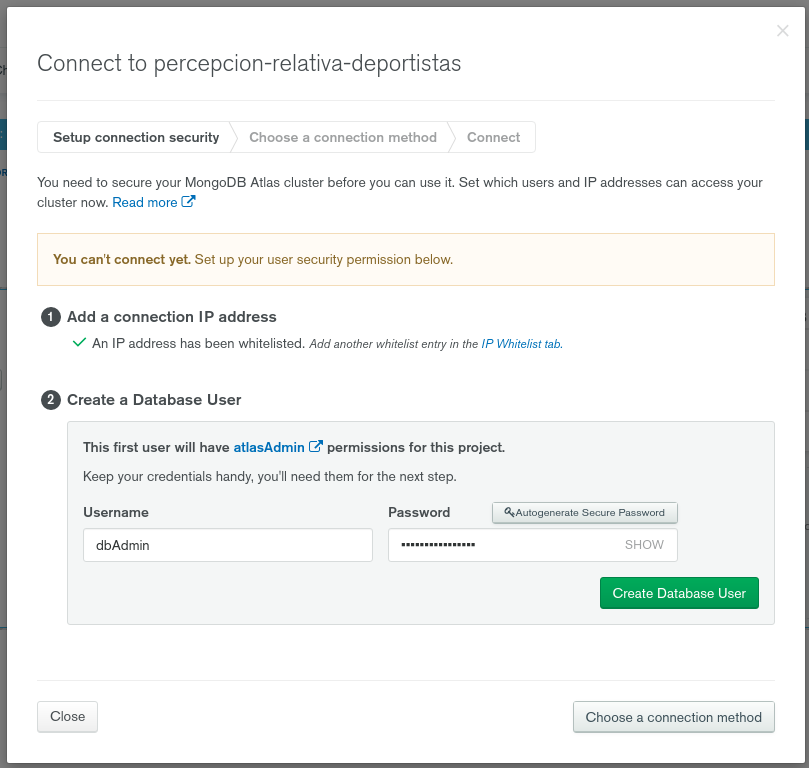 ×
Connect to percepcion-relativa-deportistas
Setup connection security Choose a connection method Connect
You need to secure your MongoDB Atlas cluster before you can use it. Set which users and IP addresses can access your
cluster now. Read more
You can't connect yet. Set up your user security permission below.
1 Add a connection IP address
An IP address has been whitelisted. Add another whitelist entry in the IP Whitelist tab.
2 Create a Database User
This first user will have atlasAdmin permissions for this project.
Keep your credentials handy, you'll need them for the next step.
Username Password Autogenerate Secure Password
dbAdmin •••••••••••••••• SHOW
Create Database User
Close Choose a connection method